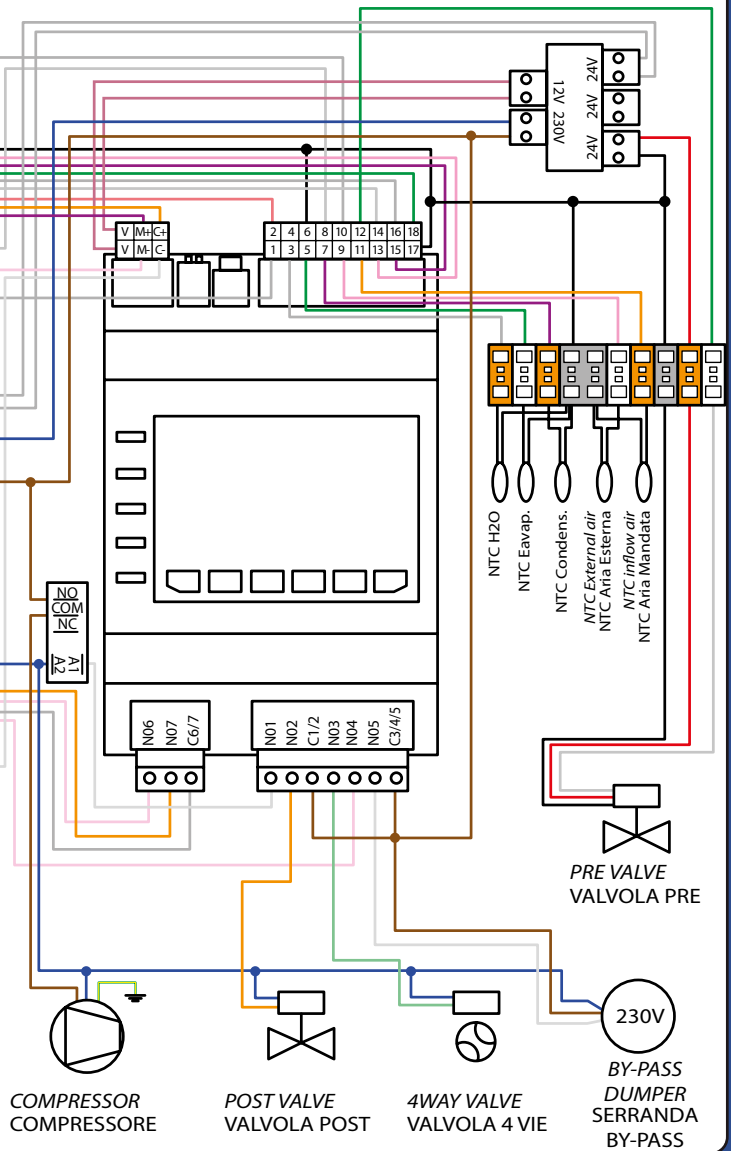 24V
24V
24V
12V
230V
V M+ C+
V M- C-
2 4 6 8 10 12 14 16 18
1 3 5 7 9 11 13 15 17
NTC H2O
NTC Eavap.
NTC Condens.
NTC External air
NTC Aria Esterna
NTC inflow air
NTC Aria Mandata
NO
COM
NC
A1
A2
N06
N07
C6/7
N01
N02
C1/2
N03
N04
N05
C3/4/5
PRE VALVE
VALVOLA PRE
230V
COMPRESSOR
COMPRESSORE
POST VALVE
VALVOLA POST
4WAY VALVE
VALVOLA 4 VIE
BY-PASS
DUMPER
SERRANDA
BY-PASS